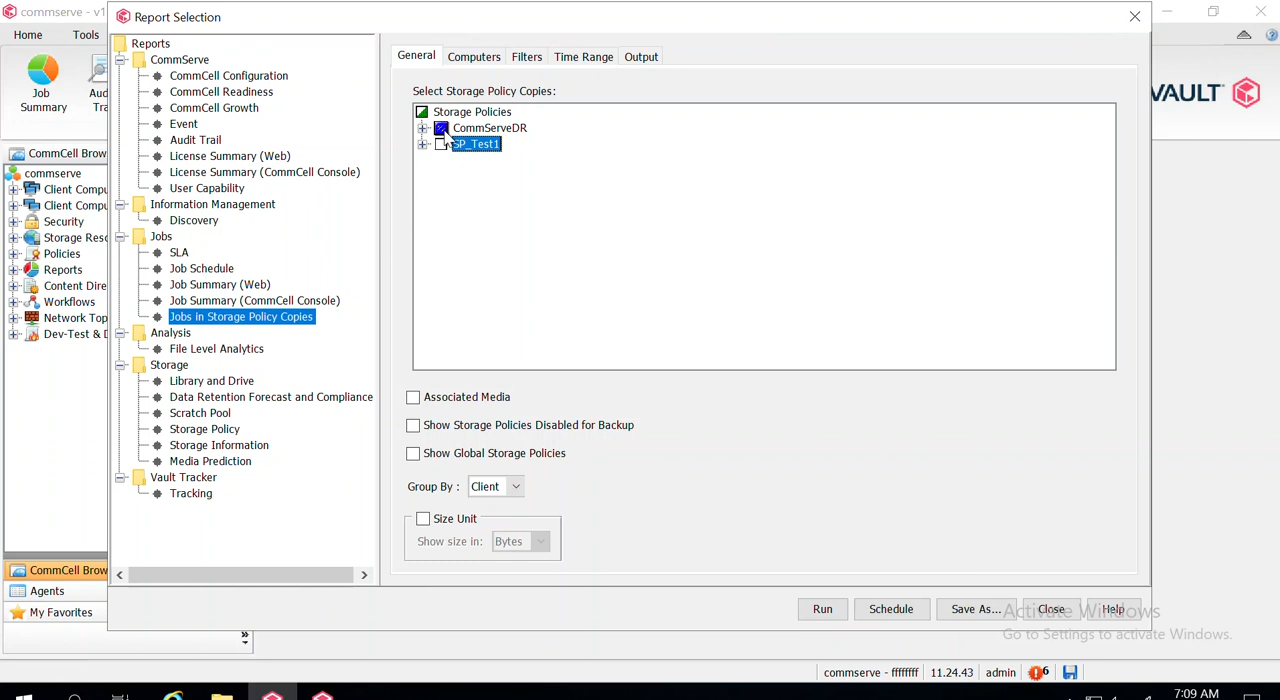 commserve - v1
Report Selection
Home
Tools
Job
Summary
Aud
Tra
VAULT
CommCell Brow
commserve
Client Compu
Client Compu
Security
Storage Reso
Policies
Reports
Content Dire
Workflows
Network Top
Dev-Test & D
CommCell Brow
Agents
My Favorites
Reports
CommServe
CommCell Configuration
CommCell Readiness
CommCell Growth
Event
Audit Trail
License Summary (Web)
License Summary (CommCell Console)
User Capability
Information Management
Discovery
Jobs
SLA
Job Schedule
Job Summary (Web)
Job Summary (CommCell Console)
Jobs in Storage Policy Copies
Analysis
File Level Analytics
Storage
Library and Drive
Data Retention Forecast and Compliance
Scratch Pool
Storage Policy
Storage Information
Media Prediction
Vault Tracker
Tracking
General
Computers
Filters
Time Range
Output
Select Storage Policy Copies:
Storage Policies
CommServeDR
SP_Test1
Associated Media
Show Storage Policies Disabled for Backup
Show Global Storage Policies
Group By :
Client
Size Unit
Show size in:
Bytes
Run
Schedule
Save As...
Close
Help
Activate Windows
Go to Settings to activate Windows.
commserve - ffffffff
11.24.43
admin
6
7:09 AM